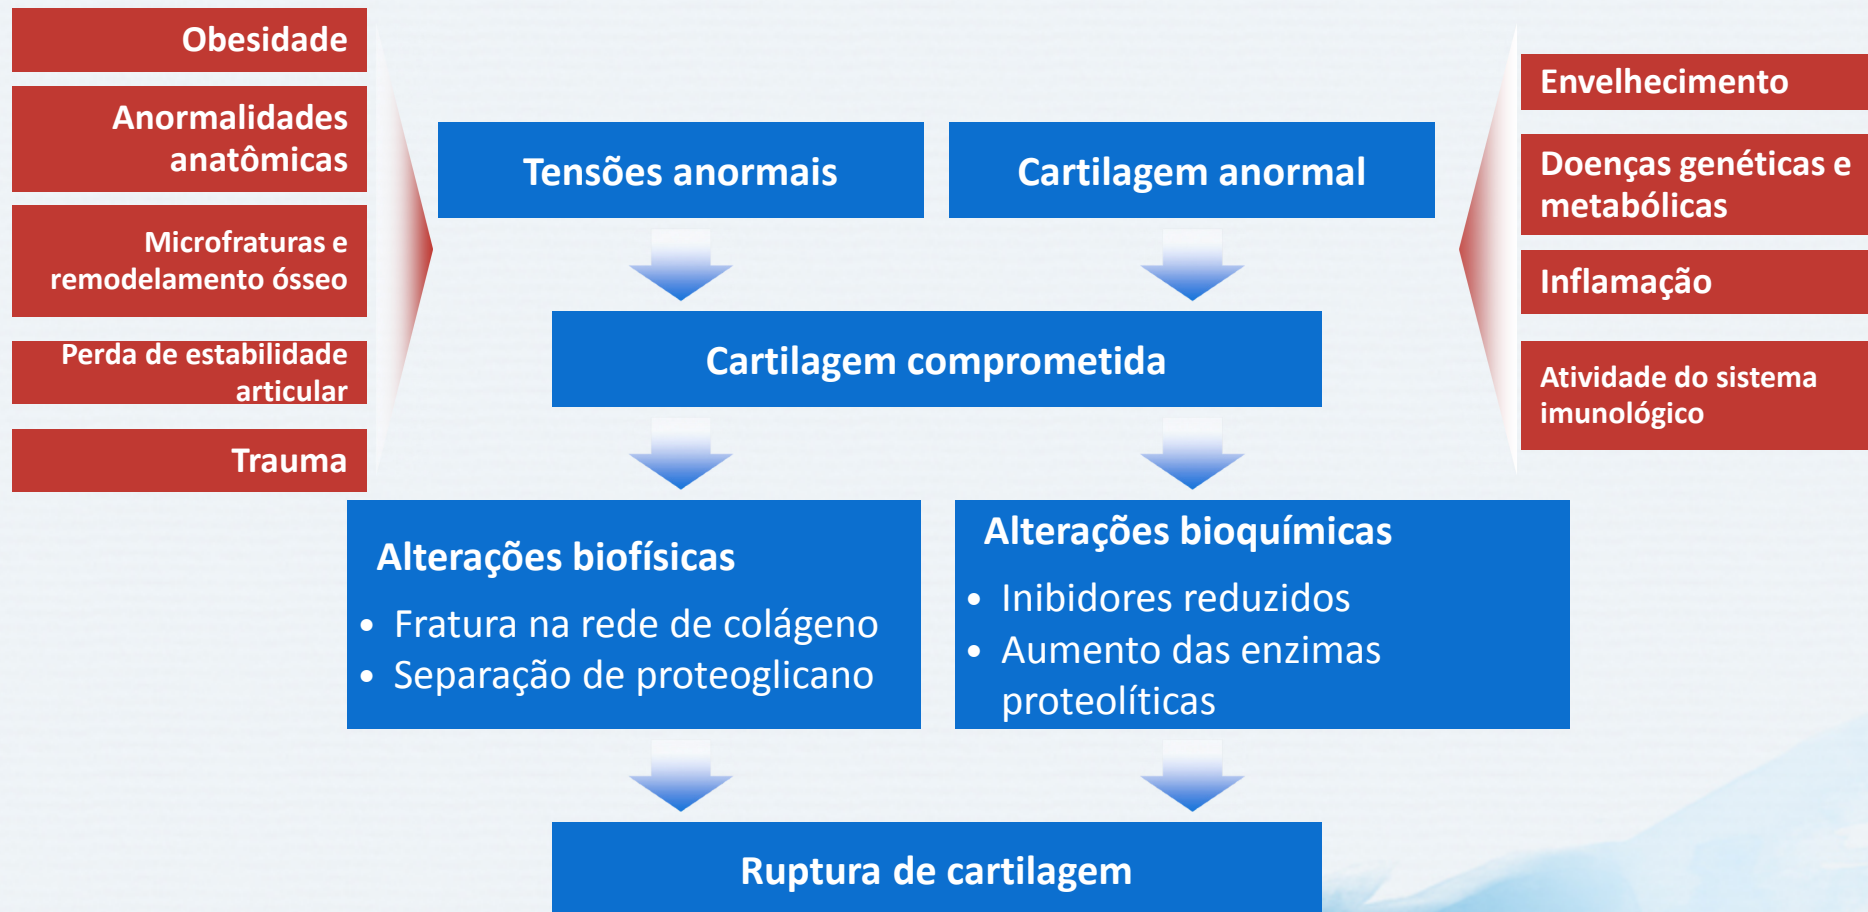 Obesidade
Anormalidades
anatômicas
Microfraturas e
remodelamento ósseo
Perda de estabilidade
articular
Trauma
Tensões anormais
Cartilagem anormal
Envelhecimento
Doenças genéticas e
metabólicas
Inflamação
Atividade do sistema
imunológico
Cartilagem comprometida
Alterações biofísicas
• Fratura na rede de colágeno
• Separação de proteoglicano
Alterações bioquímicas
• Inibidores reduzidos
• Aumento das enzimas
proteolíticas
Ruptura de cartilagem